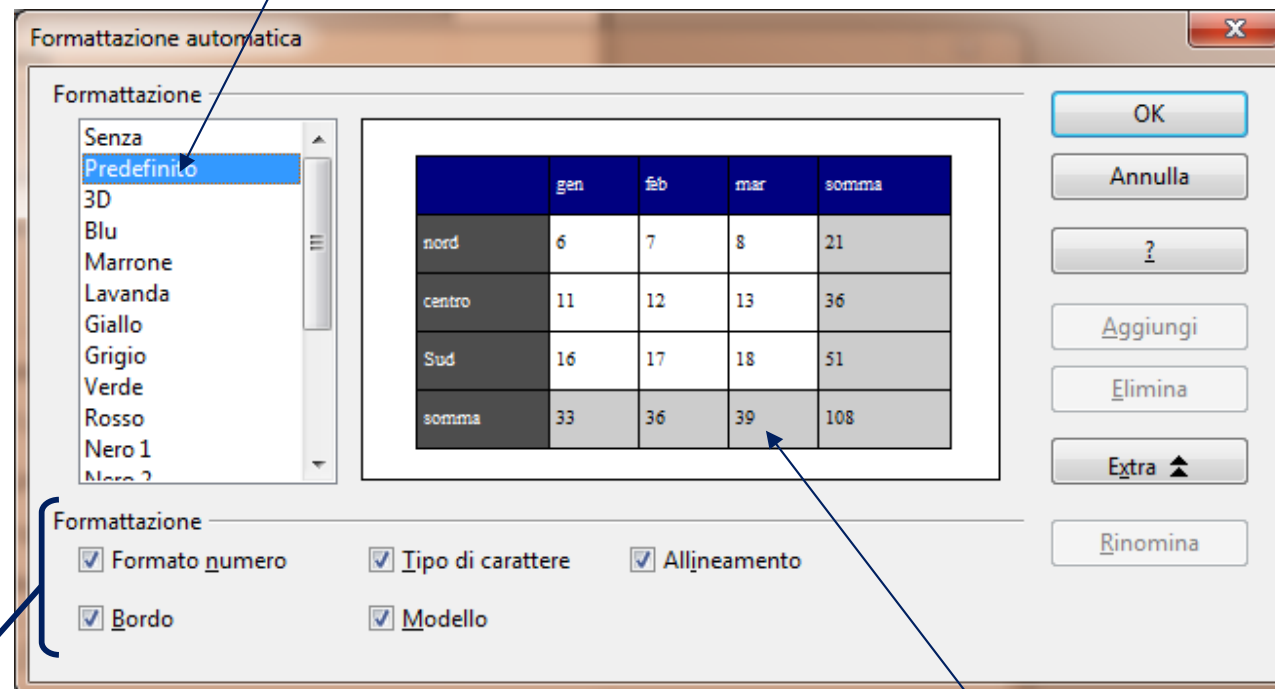 Formattazione automatica
Formattazione
Senza
Predefinito
3D
Blu
Marrone
Lavanda
Giallo
Grigio
Verde
Rosso
Nero 1
Nero 2
gen feb mar somma
nord 6 7 8 21
centro 11 12 13 36
Sud 16 17 18 51
somma 33 36 39 108
OK
Annulla
?
Aggiungi
Elimina
Extra
Rinomina
Formattazione
Formato numero Tipo di carattere Allineamento
Bordo Modello